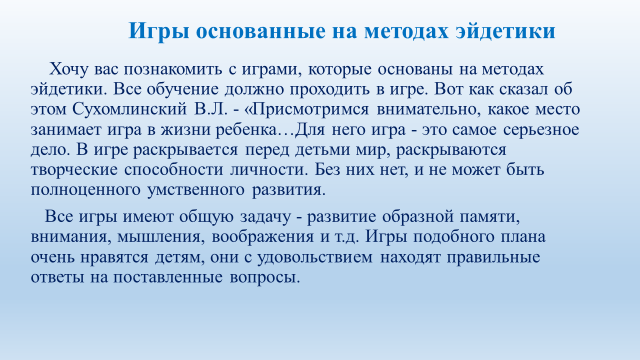 Игры основанные на методах эйдетики
Хочу вас познакомить с играми, которые основаны на методах
эйдетики. Все обучение должно проходить в игре. Вот как сказал об
этом Сухомлинский В.Л. - «Присмотримся внимательно, какое место
занимает игра в жизни ребенка…Для него игра - это самое серьезное
дело. В игре раскрывается перед детьми мир, раскрываются
творческие способности личности. Без них нет, и не может быть
полноценного умственного развития.
Все игры имеют общую задачу - развитие образной памяти,
внимания, мышления, воображения и т.д. Игры подобного плана
очень нравятся детям, они с удовольствием находят правильные
ответы на поставленные вопросы.